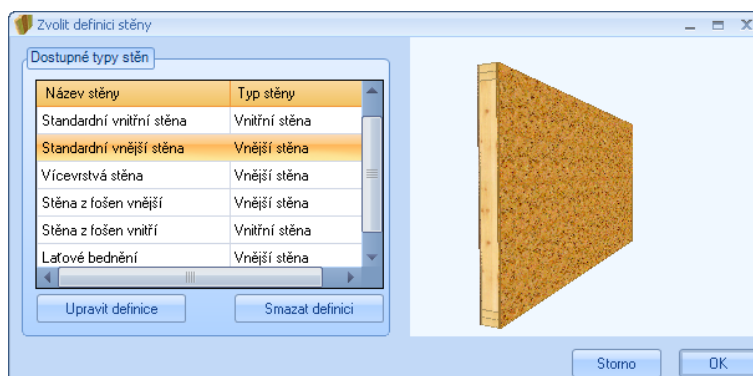 Zvolit definici stěny
Dostupné typy stěn
Název stěny Typ stěny
Standardní vnitřní stěna Vnitřní stěna
Standardní vnější stěna Vnější stěna
Vícevrstvá stěna Vnější stěna
Stěna z fošen vnější Vnější stěna
Stěna z fošen vnitří Vnitřní stěna
Laťové bednění Vnější stěna
Upravit definice Smazat definici
Storno OK